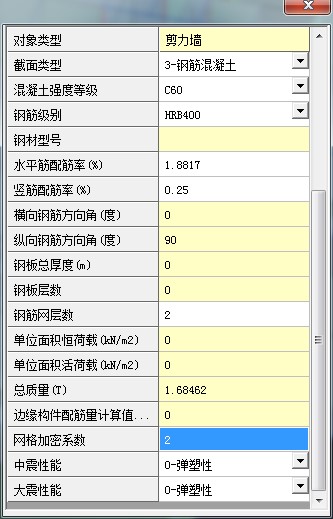 对象类型 剪力墙
截面类型 3-钢筋混凝土
混凝土强度等级 C60
钢筋级别 HRB400
钢材型号
水平筋配筋率(%) 1.8817
竖筋配筋率(%) 0.25
横向钢筋方向角(度) 0
纵向钢筋方向角(度) 90
钢板总厚度(m) 0
钢板层数 0
钢筋网层数 2
单位面积恒荷载(kN/m2) 0
单位面积活荷载(kN/m2) 0
总质量(T) 1.68462
边缘构件配筋量计算值... 0
网格加密系数 2
中震性能 0-弹塑性
大震性能 0-弹塑性